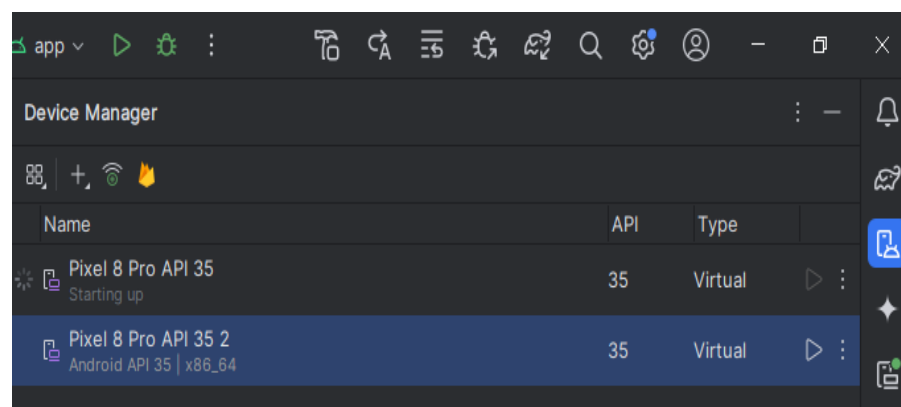 app
Device Manager
Name API Type
Pixel 8 Pro API 35 35 Virtual
Starting up
Pixel 8 Pro API 35 2 35 Virtual
Android API 35 | x86_64